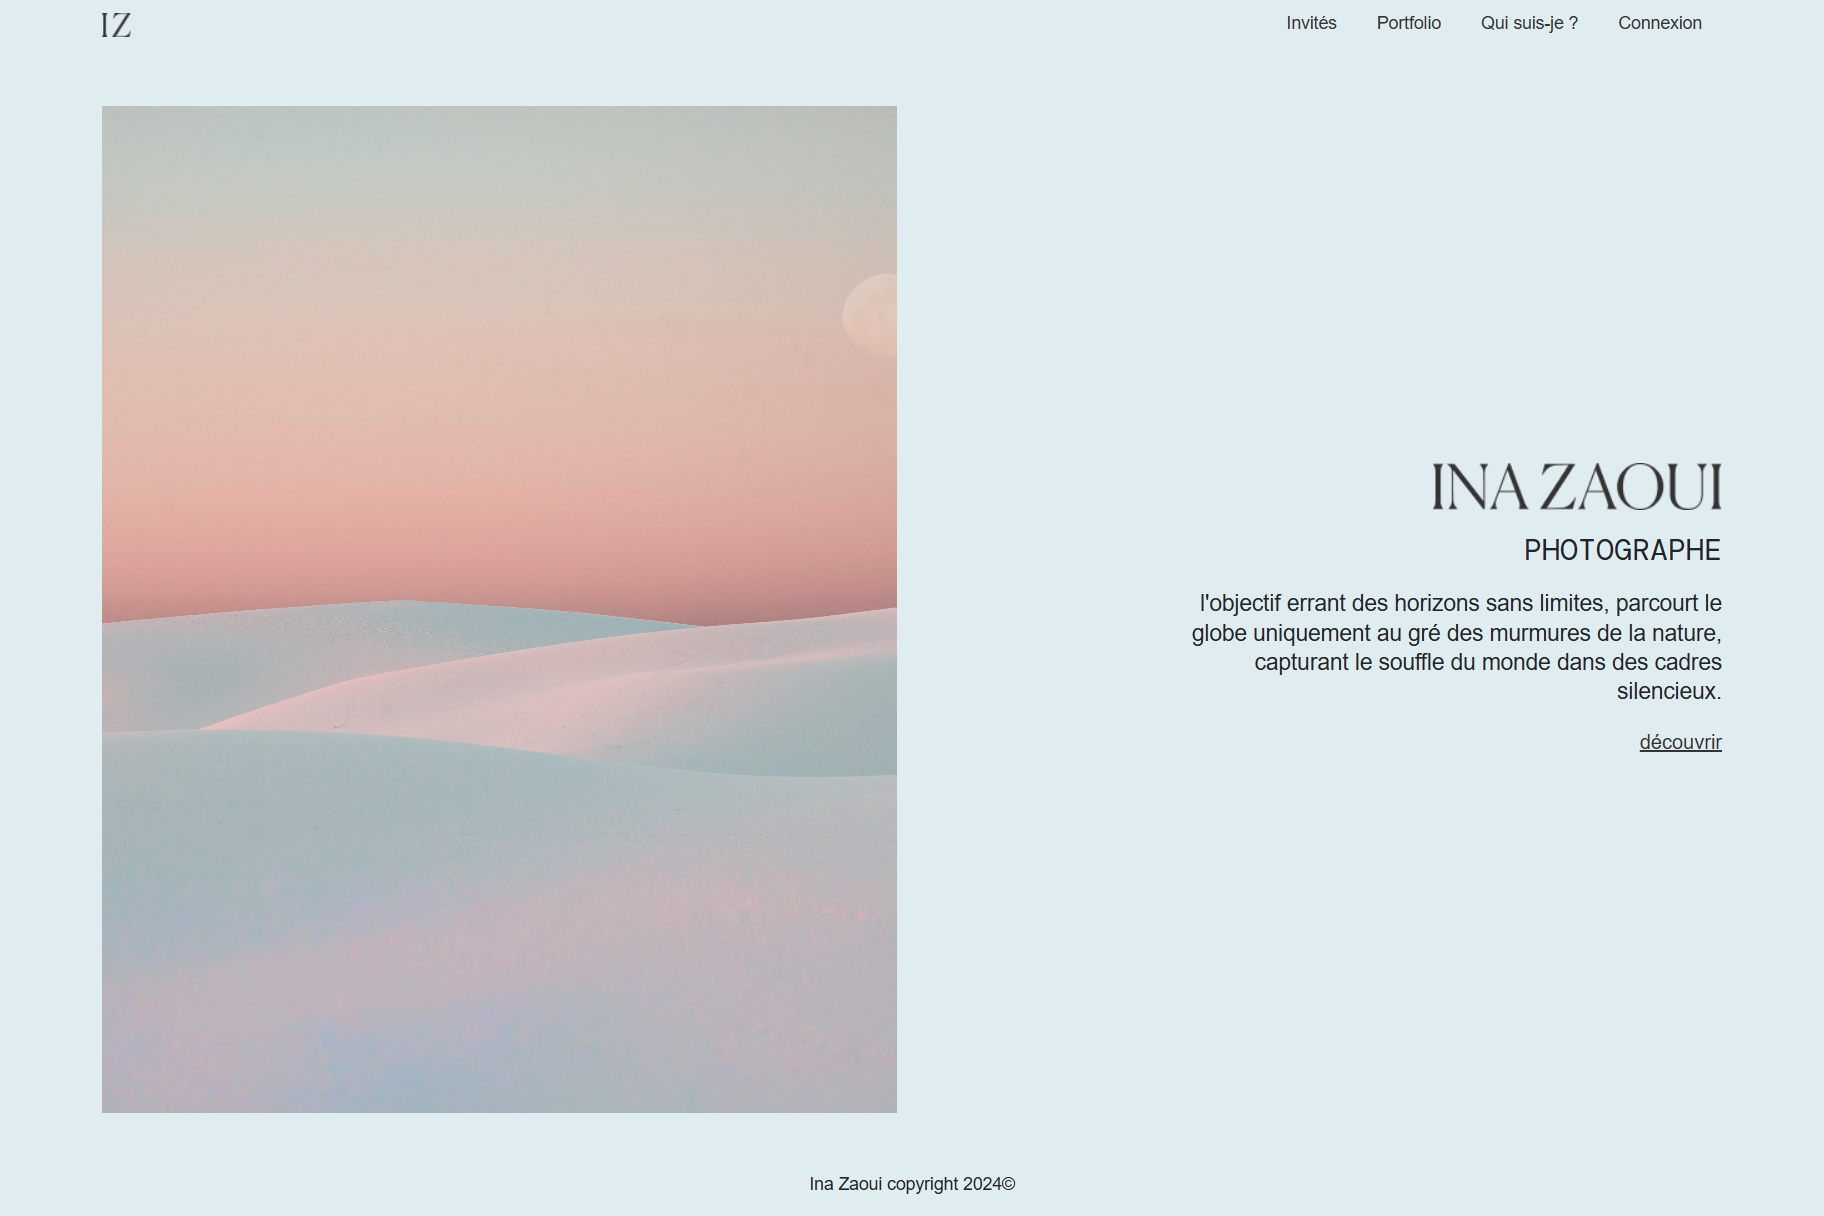 IZ
Invités Portfolio Qui suis-je ? Connexion
INA ZAOUI
PHOTOGRAPHE
l'objectif errant des horizons sans limites, parcourt le
globe uniquement au gré des murmures de la nature,
capturant le souffle du monde dans des cadres
silencieux.
découvrir
Ina Zaoui copyright 2024©